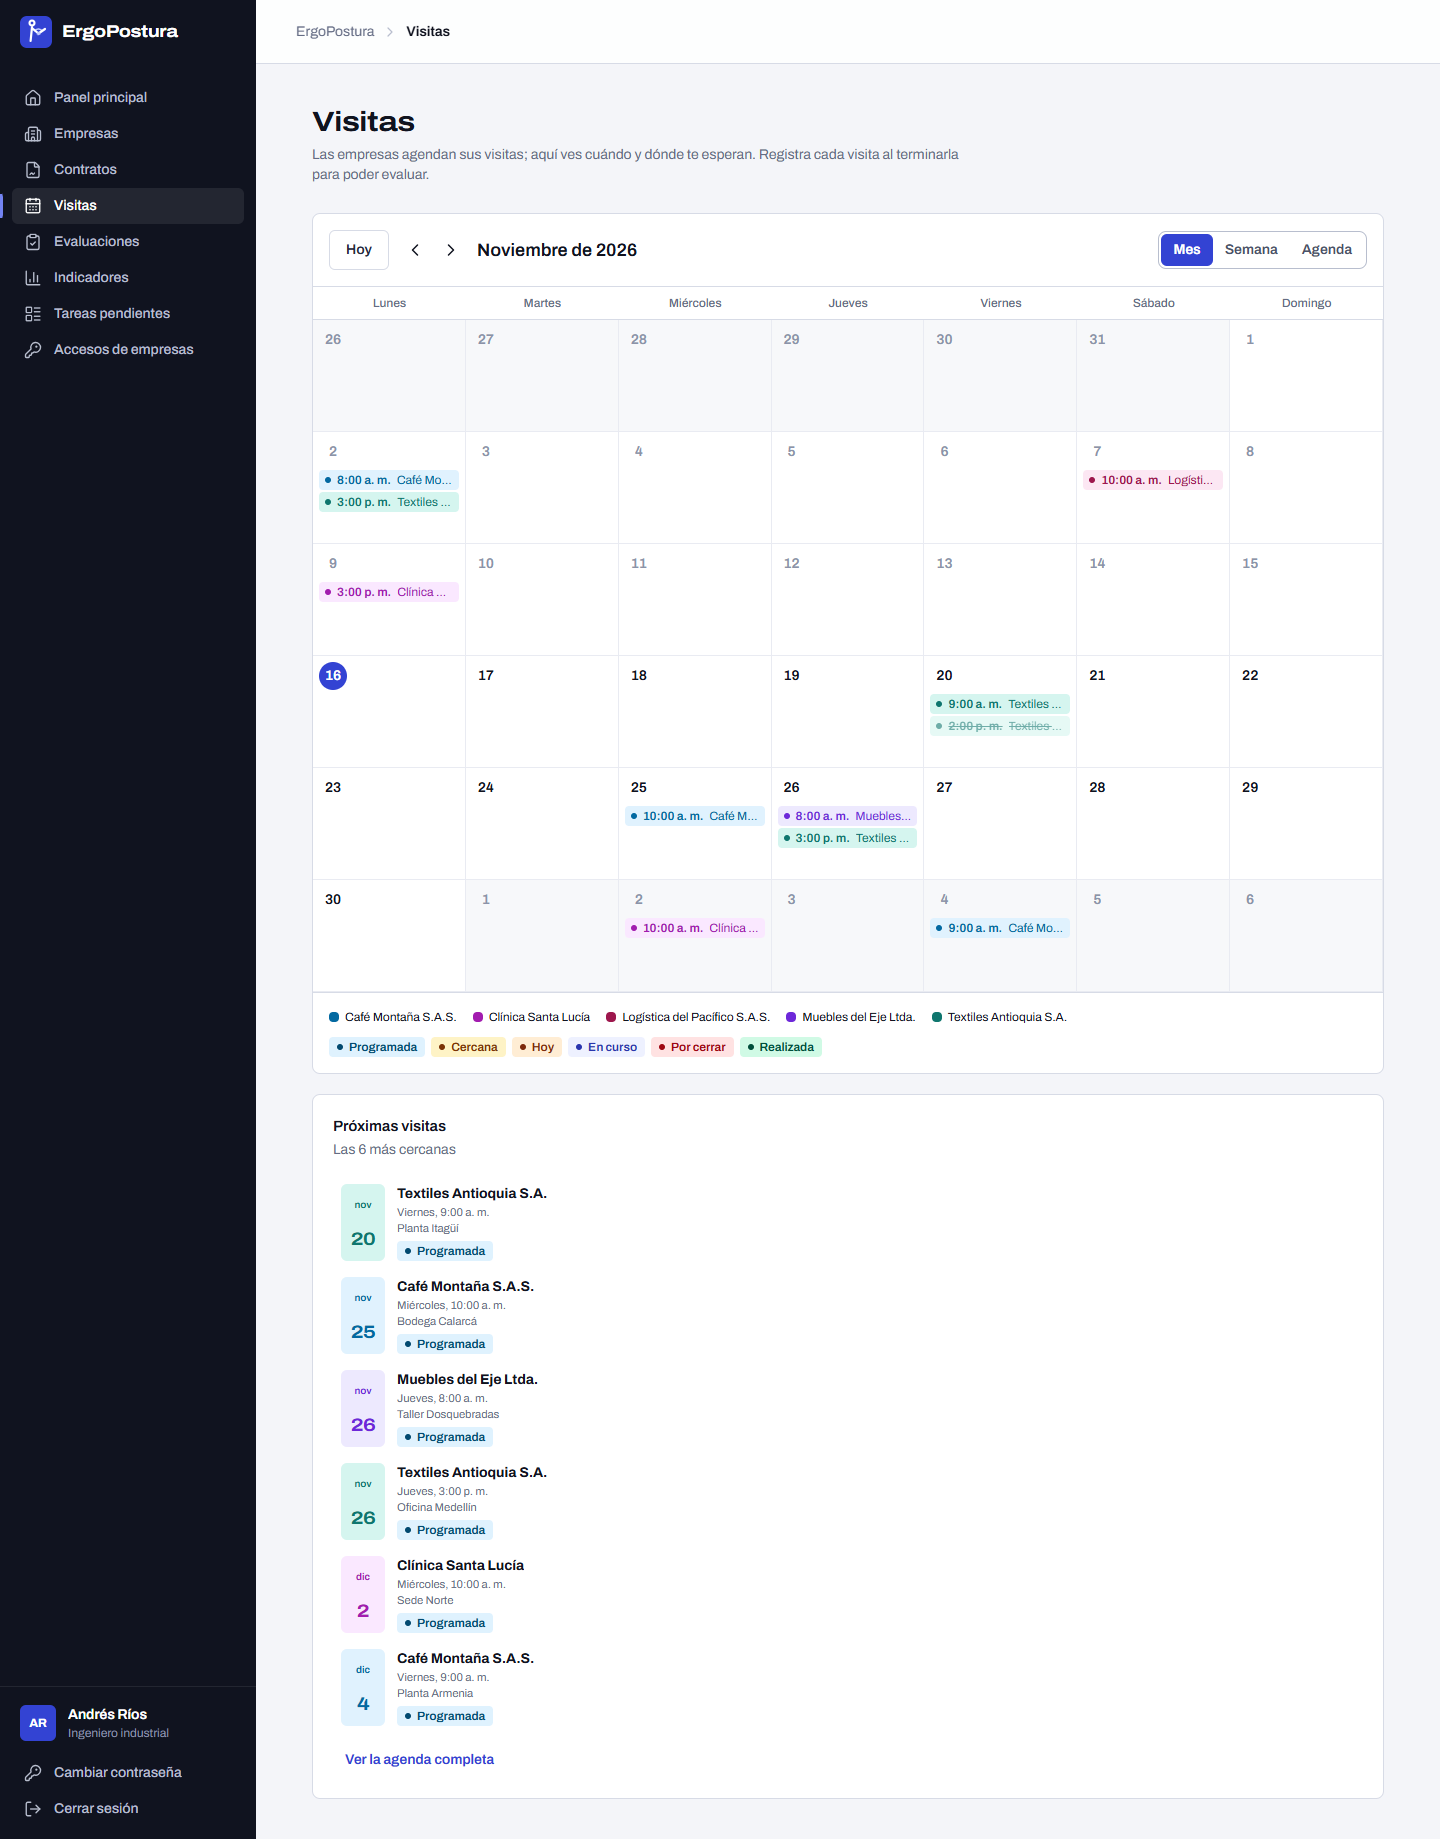 ErgoPostura
Panel principal
Empresas
Contratos
Visitas
Evaluaciones
Indicadores
Tareas pendientes
Accesos de empresas
AR
Andrés Ríos
Ingeniero industrial
Cambiar contraseña
Cerrar sesión
ErgoPostura > Visitas
Visitas
Las empresas agendan sus visitas; aquí ves cuándo y dónde te esperan. Registra cada visita al terminarla
para poder evaluar.
Hoy
Noviembre de 2026
Mes Semana Agenda
Lunes Martes Miércoles Jueves Viernes Sábado Domingo
26 27 28 29 30 31 1
2 3 4 5 6 7 8
8:00 a. m. Café Mo... 10:00 a. m. Logísti...
3:00 p. m. Textiles ...
9 10 11 12 13 14 15
3:00 p. m. Clínica ...
16 17 18 19 20 21 22
9:00 a. m. Textiles ...
2:00 p. m. Textiles ...
23 24 25 26 27 28 29
10:00 a. m. Café M... 8:00 a. m. Muebles...
3:00 p. m. Textiles ...
30 1 2 3 4 5 6
10:00 a. m. Clínica ... 9:00 a. m. Café Mo...
Café Montaña S.A.S. Clínica Santa Lucía Logística del Pacífico S.A.S. Muebles del Eje Ltda. Textiles Antioquia S.A.
Programada Cercana Hoy En curso Por cerrar Realizada
Próximas visitas
Las 6 más cercanas
nov
20
Textiles Antioquia S.A.
Viernes, 9:00 a. m.
Planta Itagüí
Programada
nov
25
Café Montaña S.A.S.
Miércoles, 10:00 a. m.
Bodega Calarcá
Programada
nov
26
Muebles del Eje Ltda.
Jueves, 8:00 a. m.
Taller Dosquebradas
Programada
nov
26
Textiles Antioquia S.A.
Jueves, 3:00 p. m.
Oficina Medellín
Programada
dic
2
Clínica Santa Lucía
Miércoles, 10:00 a. m.
Sede Norte
Programada
dic
4
Café Montaña S.A.S.
Viernes, 9:00 a. m.
Planta Armenia
Programada
Ver la agenda completa